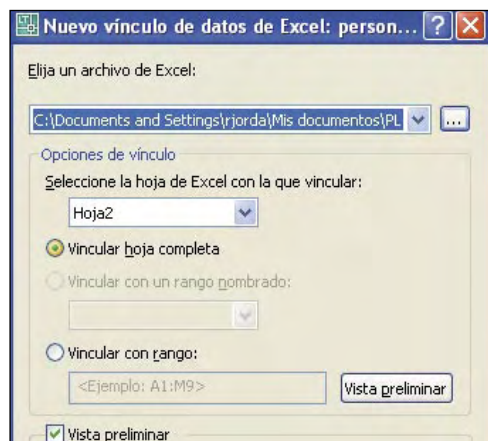 Nuevo vínculo de datos de Excel: person...
Elija un archivo de Excel:
C:\Documents and Settings\rjorda\Mis documentos\PL
...
Opciones de vínculo
Seleccione la hoja de Excel con la que vincular:
Hoja2
Vincular hoja completa
Vincular con un rango nombrado:
Vincular con rango:
<Ejemplo: A1:M9>
Vista preliminar
Vista preliminar